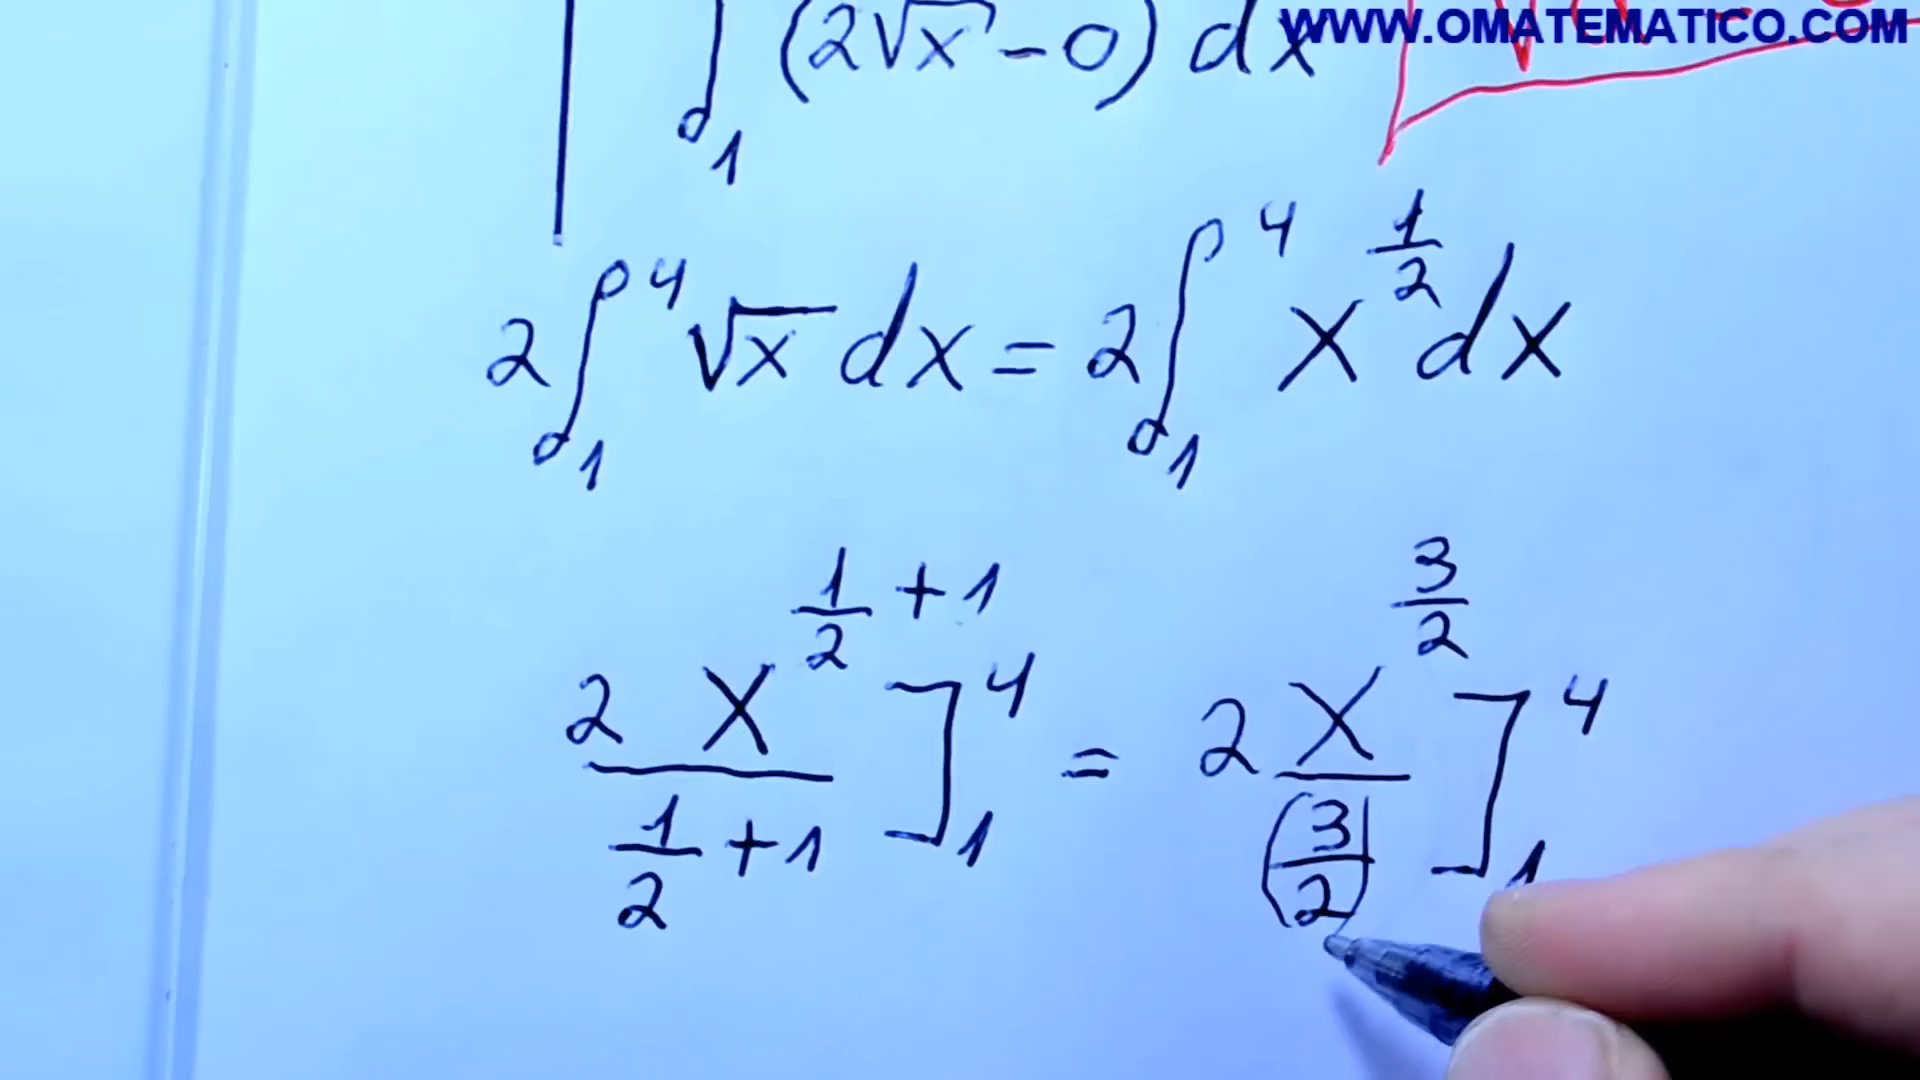 WWW.OMATEMATICO.COM
∫₁ (2√x - 0) dx
2∫₁⁴ √x dx = 2∫₁⁴ x^(1/2) dx
2 x^(1/2 + 1) / (1/2 + 1) ]₁⁴ = 2 x^(3/2) / (3/2) ]₁⁴